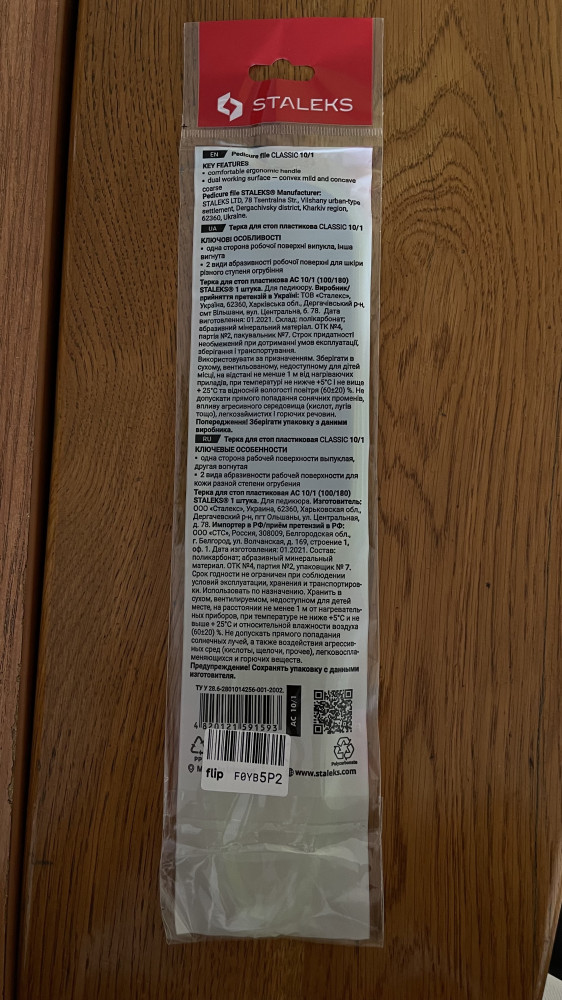 STALEKS
EN Pedicure file CLASSIC 10/1
KEY FEATURES
• comfortable ergonomic handle
• dual working surface — convex mild and concave
coarse
Pedicure file STALEKS® Manufacturer:
STALEKS LTD, 78 Tsentralna Str., Vilshany urban-type
settlement, Dergachivsky district, Kharkiv region,
62360, Ukraine.
UA Терка для стоп пластикова CLASSIC 10/1
КЛЮЧОВІ ОСОБЛИВОСТІ
• одна сторона робочої поверхні випукла, інша
вигнута
• 2 види абразивності робочої поверхні для шкіри
різного ступеня огрубіння
Терка для стоп пластикова АС 10/1 (100/180)
STALEKS® 1 штука. Для педикюру. Виробник/
прийняття претензій в Україні: ТОВ «Сталекс»,
Україна, 62360, Харківська обл., Дергачівський р-н,
смт Вільшани, вул. Центральна, б. 78. Дата
виготовлення: 01.2021. Склад: полікарбонат;
абразивний мінеральний матеріал. ОТК №4,
партія №2, пакувальник №7. Строк придатності
необмежений при дотриманні умов експлуатації,
зберігання і транспортування.
Використовувати за призначенням. Зберігати в
сухому, вентильованому, недоступному для дітей
місці, на відстані не менше 1 м від нагріваючих
приладів, при температурі не нижче +5°C і не вище
+ 25°C та відносній вологості повітря (60±20) %. Не
допускати прямого попадання сонячних променів,
впливу агресивного середовища (кислот, лугів
тощо), легкозаймистих і горючих речовин.
Попередження! Зберігати упаковку з даними
виробника.
RU Терка для стоп пластиковая CLASSIC 10/1
КЛЮЧЕВЫЕ ОСОБЕННОСТИ
• одна сторона рабочей поверхности выпуклая,
другая вогнутая
• 2 вида абразивности рабочей поверхности для
кожи разной степени огрубения
Терка для стоп пластиковая АС 10/1 (100/180)
STALEKS® 1 штука. Для педикюра. Изготовитель:
ООО «Сталекс», Украина, 62360, Харьковская обл.,
Дергачевский р-н, пгт Ольшаны, ул. Центральная,
д. 78. Импортер в РФ/приём претензий в РФ:
ООО «СТС», Россия, 308009, Белгородская обл.,
г. Белгород, ул. Волчанская, д. 169, строение 1,
оф. 1. Дата изготовления: 01.2021. Состав:
поликарбонат; абразивный минеральный
материал. ОТК №4, партия №2, упаковщик № 7.
Срок годности не ограничен при соблюдении
условий эксплуатации, хранения и транспортиров-
ки. Использовать по назначению. Хранить в
сухом, вентилируемом, недоступном для детей
месте, на расстоянии не менее 1 м от нагреватель-
ных приборов, при температуре не ниже +5°C и не
выше + 25°C и относительной влажности воздуха
(60±20) %. Не допускать прямого попадания
солнечных лучей, а также воздействия агрессив-
ных сред (кислоты, щелочи, прочее), легковоспла-
меняющихся и горючих веществ.
Предупреждение! Сохранять упаковку с данными
изготовителя.
ТУ У 28.6-2801014256-001-2002.
AC 10/1
4 820121 591593
PP
Polycarbonate
www.staleks.com
flip F0YB5P2